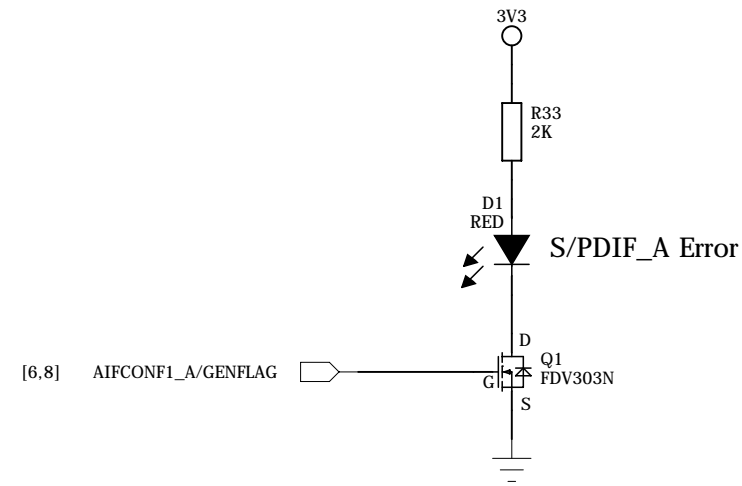 3V3
R33
2K
D1
RED
S/PDIF_A Error
D
Q1
[6,8] AIFCONF1_A/GENFLAG
G
FDV303N
S